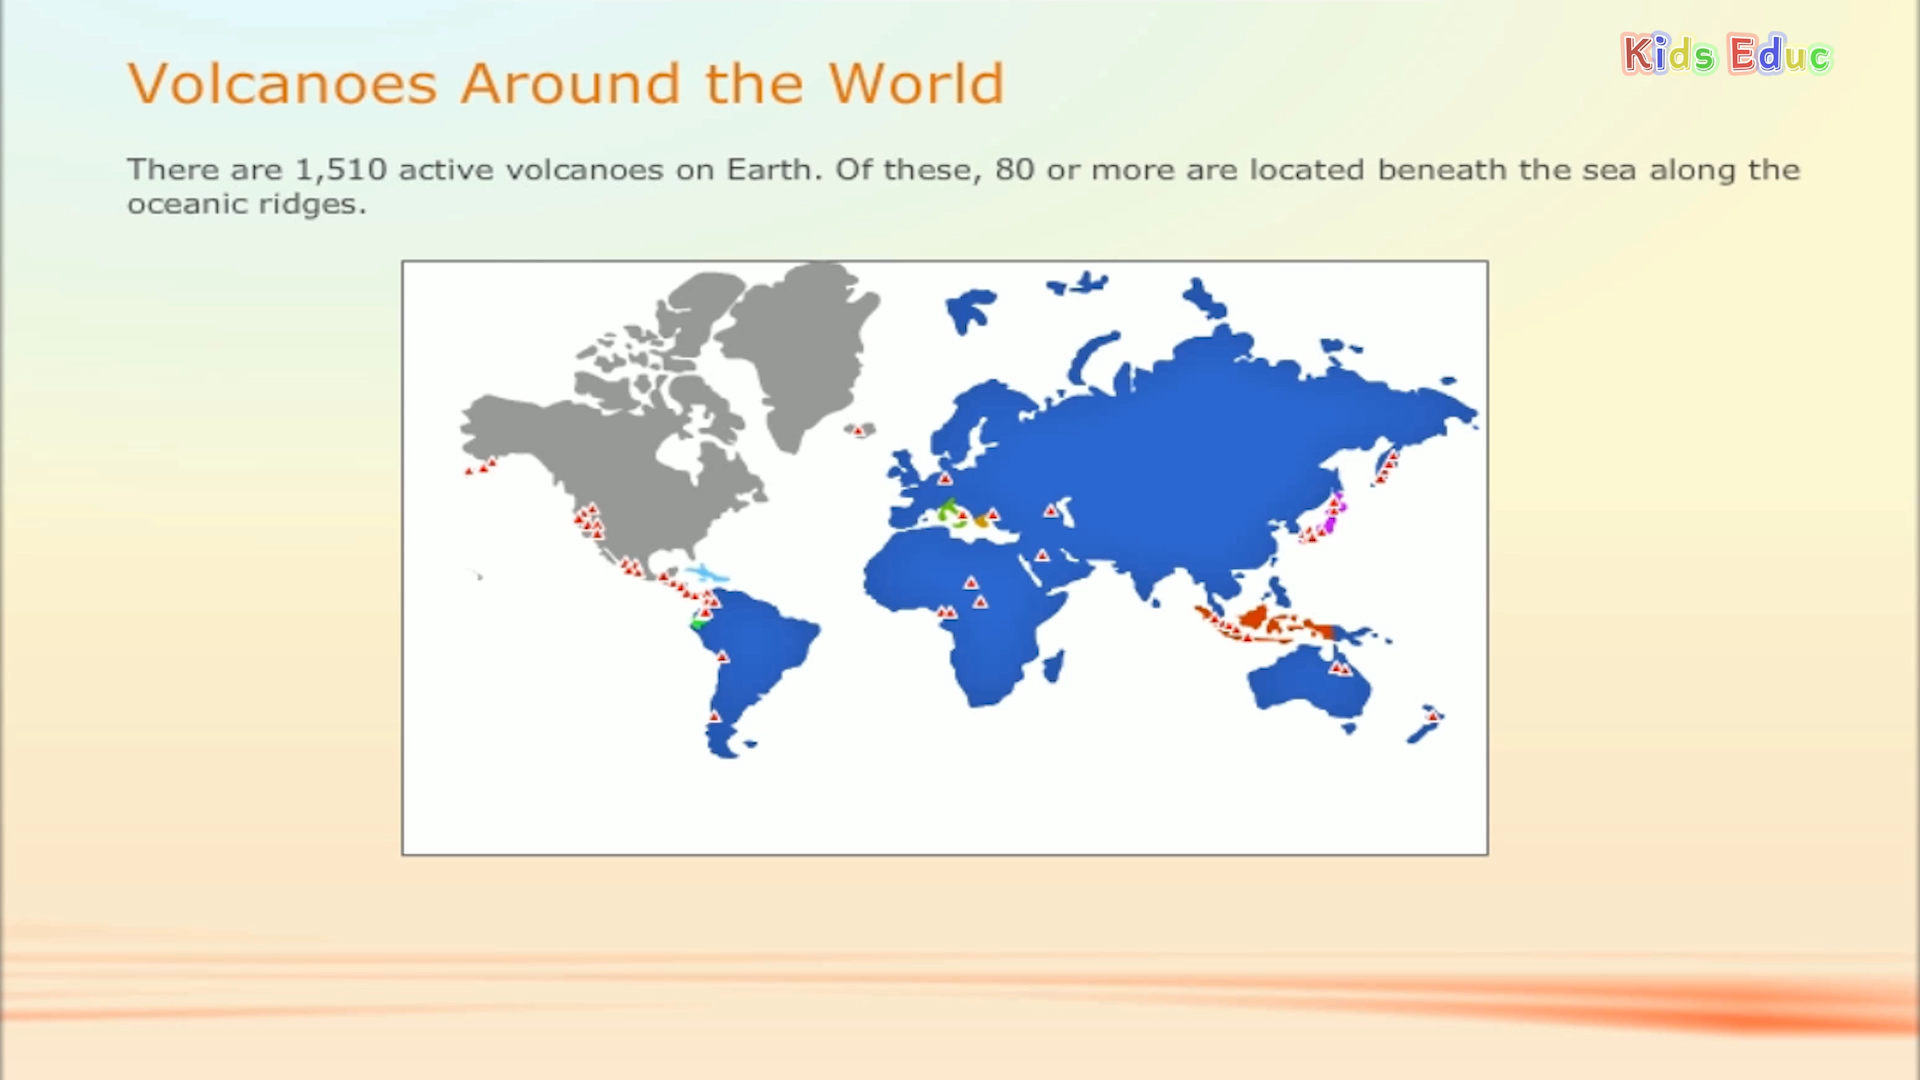 Kids Educ
Volcanoes Around the World
There are 1,510 active volcanoes on Earth. Of these, 80 or more are located beneath the sea along the
oceanic ridges.